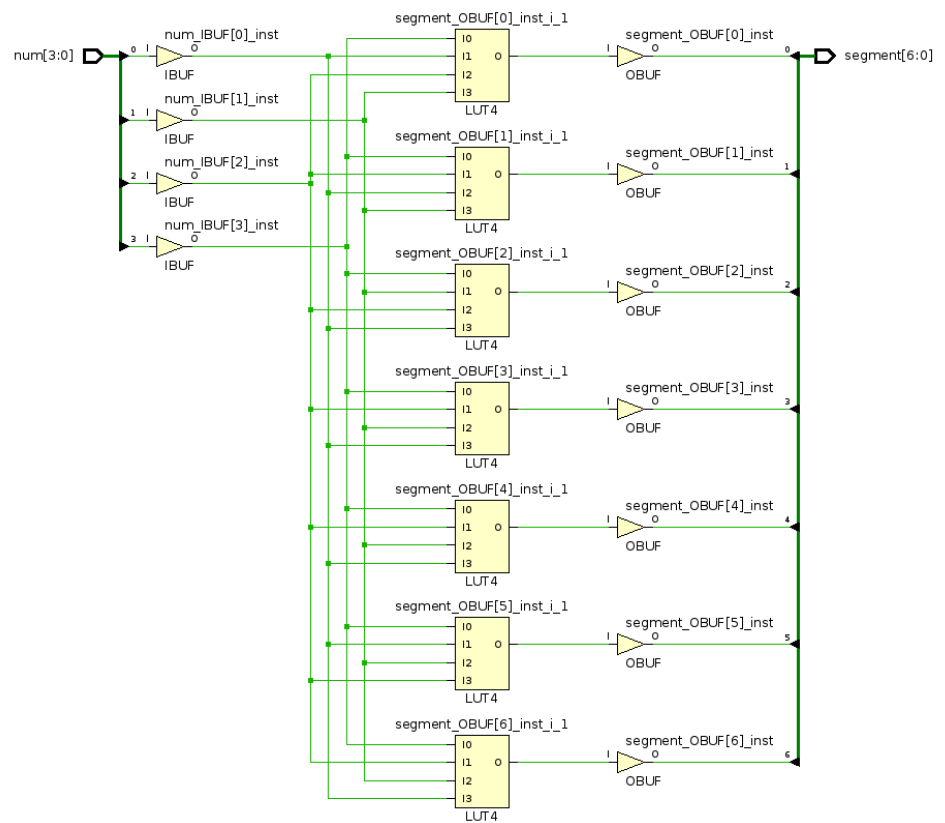 num[3:0]
0
I
num_IBUF[0]_inst
O
IBUF
1
I
num_IBUF[1]_inst
O
IBUF
2
I
num_IBUF[2]_inst
O
IBUF
3
I
num_IBUF[3]_inst
O
IBUF
segment_OBUF[0]_inst_i_1
I0
I1
I2
I3
O
LUT4
segment_OBUF[1]_inst_i_1
I0
I1
I2
I3
O
LUT4
segment_OBUF[2]_inst_i_1
I0
I1
I2
I3
O
LUT4
segment_OBUF[3]_inst_i_1
I0
I1
I2
I3
O
LUT4
segment_OBUF[4]_inst_i_1
I0
I1
I2
I3
O
LUT4
segment_OBUF[5]_inst_i_1
I0
I1
I2
I3
O
LUT4
segment_OBUF[6]_inst_i_1
I0
I1
I2
I3
O
LUT4
segment_OBUF[0]_inst
I
O
OBUF
0
segment_OBUF[1]_inst
I
O
OBUF
1
segment_OBUF[2]_inst
I
O
OBUF
2
segment_OBUF[3]_inst
I
O
OBUF
3
segment_OBUF[4]_inst
I
O
OBUF
4
segment_OBUF[5]_inst
I
O
OBUF
5
segment_OBUF[6]_inst
I
O
OBUF
6
segment[6:0]